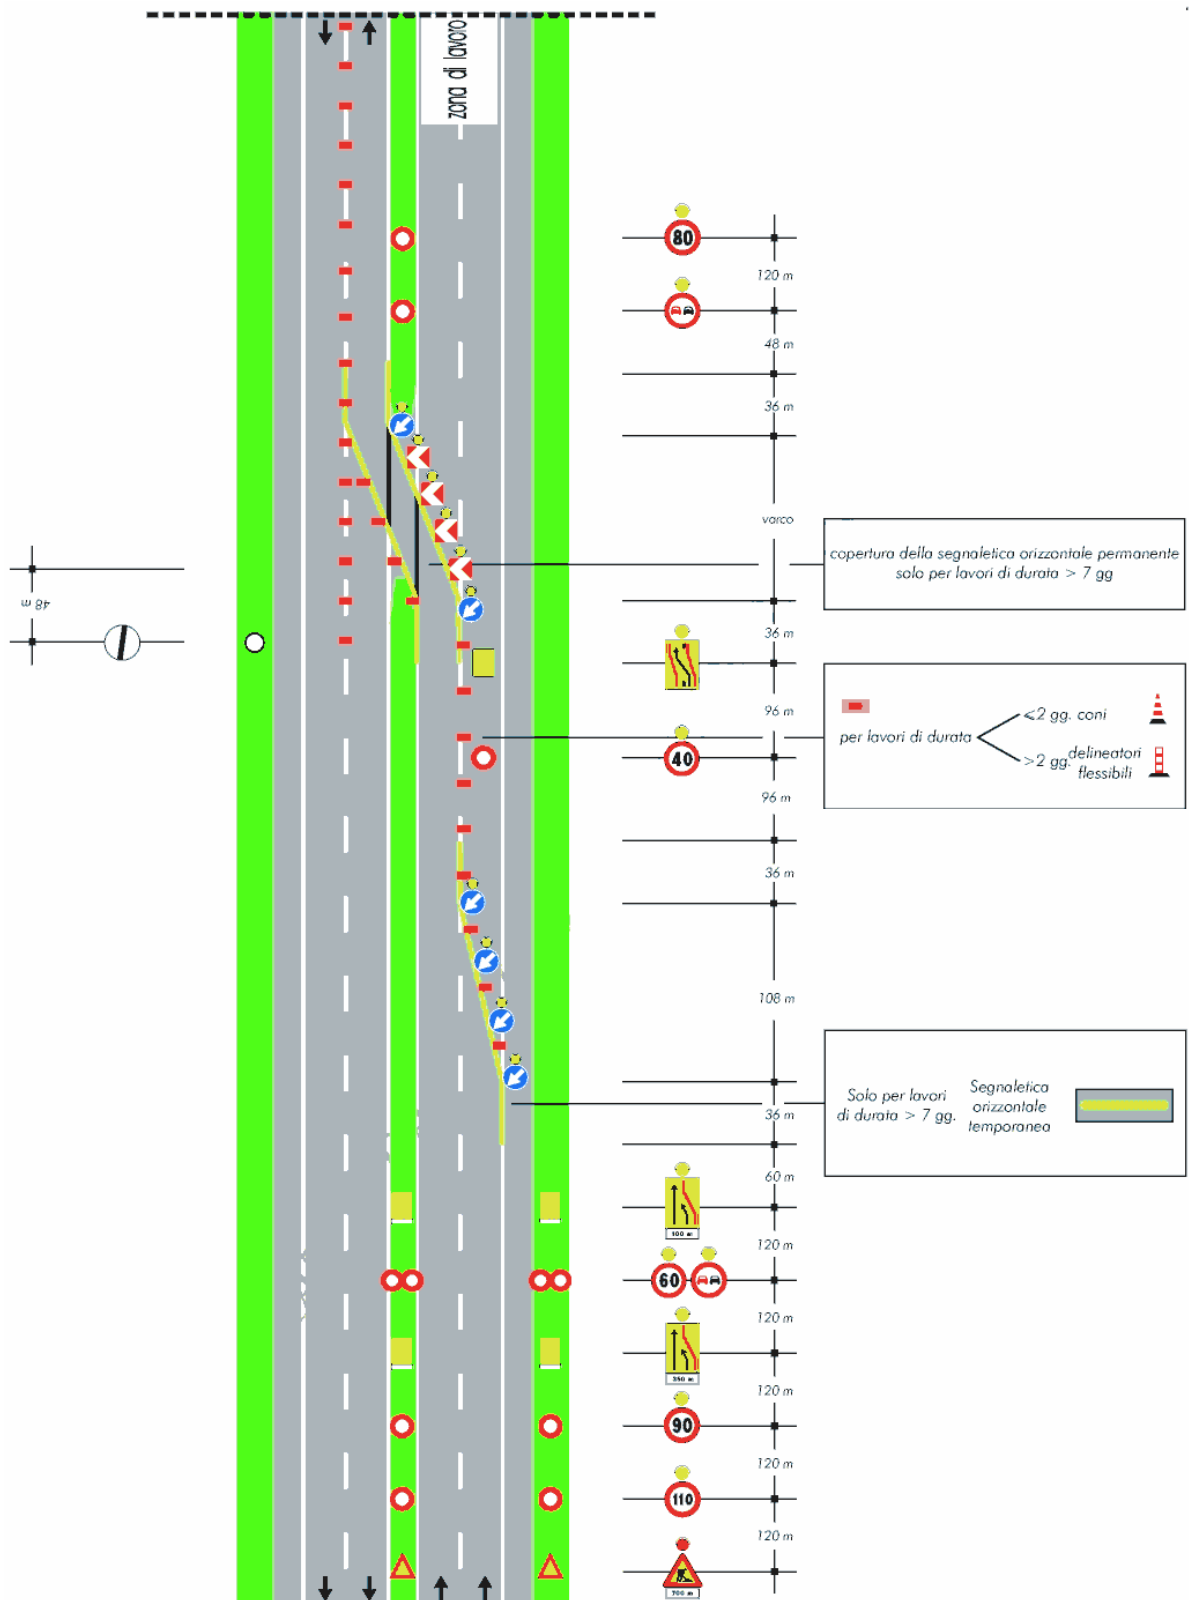 zona di lavoro
80
120 m
48 m
36 m
varco
copertura della segnaletica orizzontale permanente
solo per lavori di durata > 7 gg
48 m
36 m
96 m
<2 gg. coni
per lavori di durata
>2 gg. delineatori
flessibili
40
96 m
36 m
108 m
Solo per lavori
di durata > 7 gg.
Segnaletica
orizzontale
temporanea
36 m
60 m
100 m
120 m
60
120 m
350 m
120 m
90
120 m
110
120 m
700 m